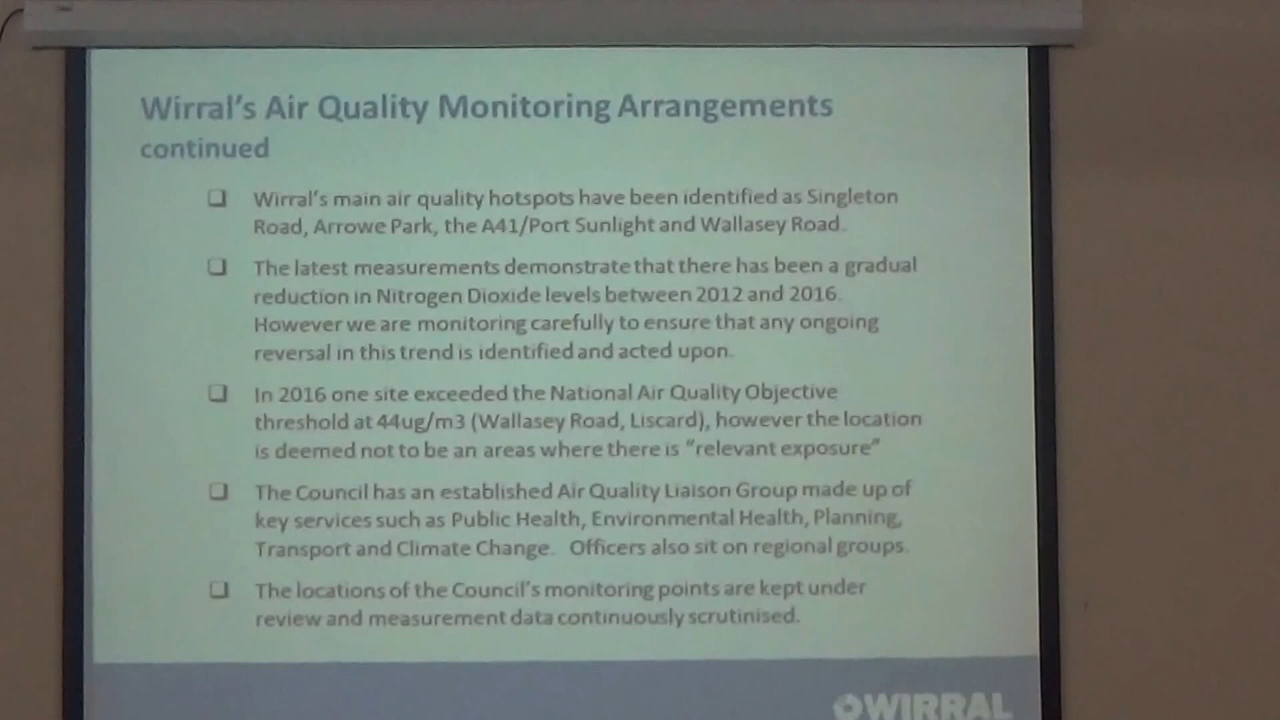 Wirral's Air Quality Monitoring Arrangements
continued
Wirral's main air quality hotspots have been identified as Singleton
Road, Arrowe Park, the A41/Port Sunlight and Wallasey Road.
The latest measurements demonstrate that there has been a gradual
reduction in Nitrogen Dioxide levels between 2012 and 2016.
However we are monitoring carefully to ensure that any ongoing
reversal in this trend is identified and acted upon.
In 2016 one site exceeded the National Air Quality Objective
threshold at 44ug/m3 (Wallasey Road, Liscard), however the location
is deemed not to be an areas where there is "relevant exposure"
The Council has an established Air Quality Liaison Group made up of
key services such as Public Health, Environmental Health, Planning,
Transport and Climate Change. Officers also sit on regional groups.
The locations of the Council's monitoring points are kept under
review and measurement data continuously scrutinised.
WIRRAL